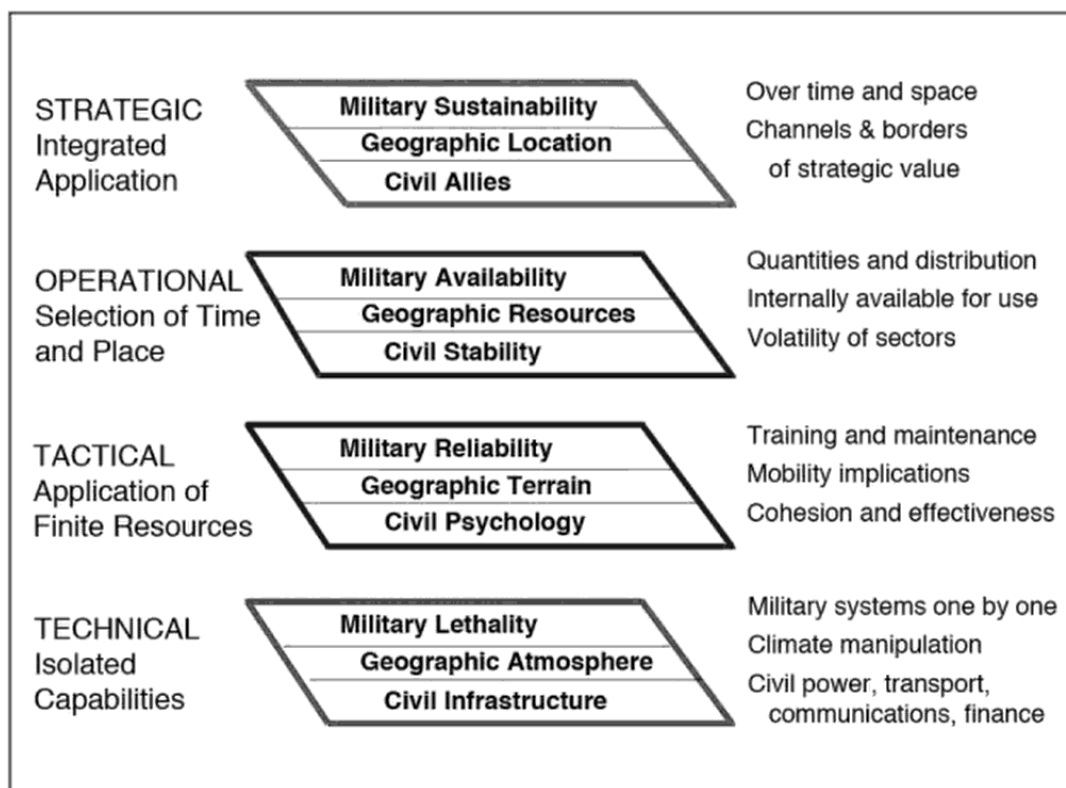 STRATEGIC
Integrated
Application
Military Sustainability
Geographic Location
Civil Allies
Over time and space
Channels & borders
of strategic value
OPERATIONAL
Selection of Time
and Place
Military Availability
Geographic Resources
Civil Stability
Quantities and distribution
Internally available for use
Volatility of sectors
TACTICAL
Application of
Finite Resources
Military Reliability
Geographic Terrain
Civil Psychology
Training and maintenance
Mobility implications
Cohesion and effectiveness
TECHNICAL
Isolated
Capabilities
Military Lethality
Geographic Atmosphere
Civil Infrastructure
Military systems one by one
Climate manipulation
Civil power, transport,
communications, finance